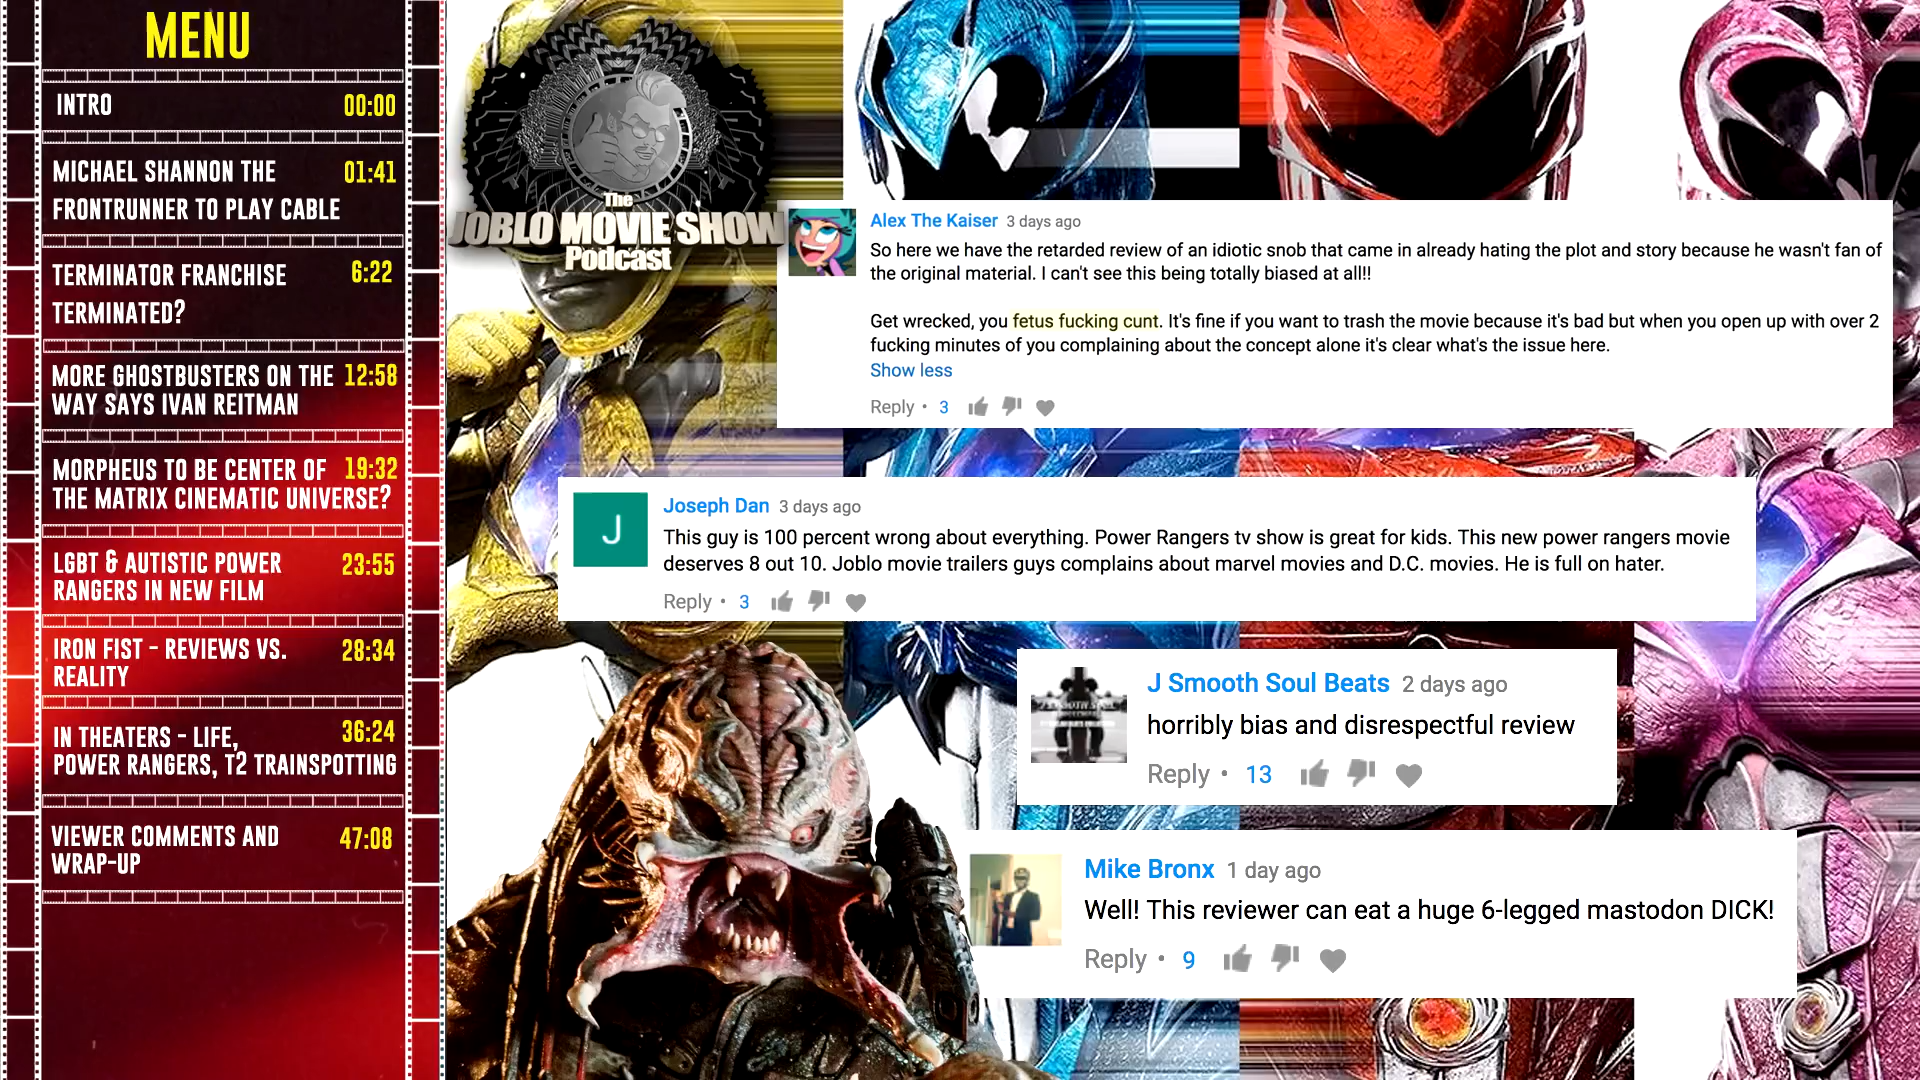 MENU
INTRO 00:00
MICHAEL SHANNON THE 01:41
FRONTRUNNER TO PLAY CABLE
TERMINATOR FRANCHISE 6:22
TERMINATED?
MORE GHOSTBUSTERS ON THE 12:58
WAY SAYS IVAN REITMAN
MORPHEUS TO BE CENTER OF 19:32
THE MATRIX CINEMATIC UNIVERSE?
LGBT & AUTISTIC POWER 23:55
RANGERS IN NEW FILM
IRON FIST - REVIEWS VS. 28:34
REALITY
IN THEATERS - LIFE, 36:24
POWER RANGERS, T2 TRAINSPOTTING
VIEWER COMMENTS AND 47:08
WRAP-UP
The
JOBLO MOVIE SHOW
Podcast
Alex The Kaiser 3 days ago
So here we have the retarded review of an idiotic snob that came in already hating the plot and story because he wasn't fan of
the original material. I can't see this being totally biased at all!!
Get wrecked, you fetus fucking cunt. It's fine if you want to trash the movie because it's bad but when you open up with over 2
fucking minutes of you complaining about the concept alone it's clear what's the issue here.
Show less
Reply • 3
J
Joseph Dan 3 days ago
This guy is 100 percent wrong about everything. Power Rangers tv show is great for kids. This new power rangers movie
deserves 8 out 10. Joblo movie trailers guys complains about marvel movies and D.C. movies. He is full on hater.
Reply • 3
J Smooth Soul Beats 2 days ago
horribly bias and disrespectful review
Reply • 13
Mike Bronx 1 day ago
Well! This reviewer can eat a huge 6-legged mastodon DICK!
Reply • 9